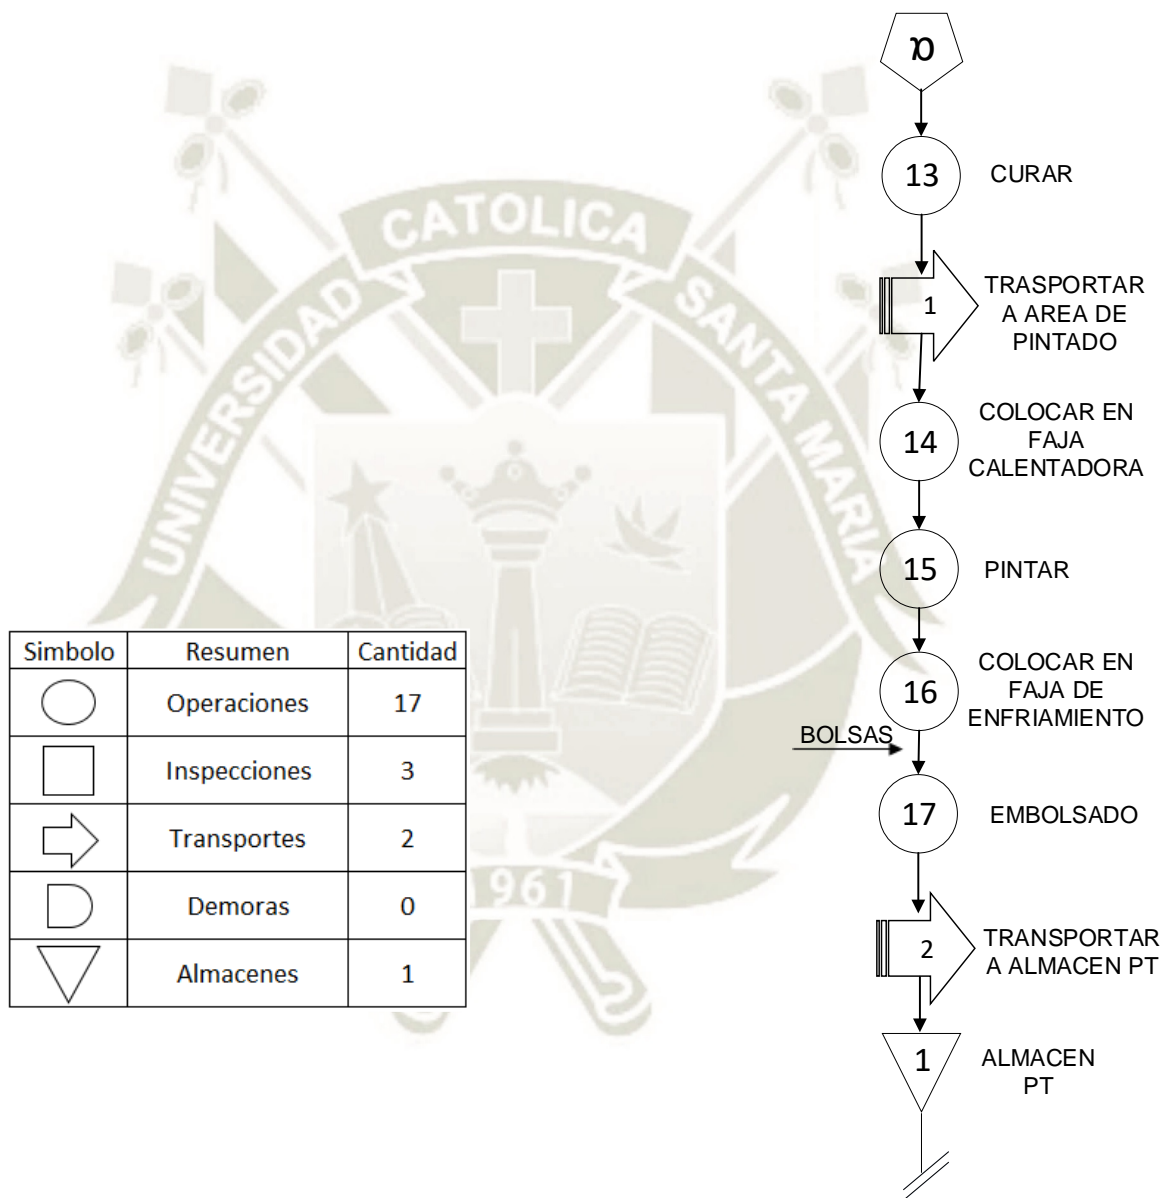 13
CURAR
1
TRASPORTAR
A AREA DE
PINTADO
14
COLOCAR EN
FAJA
CALENTADORA
15
PINTAR
16
COLOCAR EN
FAJA DE
ENFRIAMIENTO
BOLSAS
17
EMBOLSADO
2
TRANSPORTAR
A ALMACEN PT
1
ALMACEN
PT
Simbolo Resumen Cantidad
Operaciones 17
Inspecciones 3
Transportes 2
Demoras 0
Almacenes 1
UNIVERSIDAD CATOLICA SANTA MARIA
1961